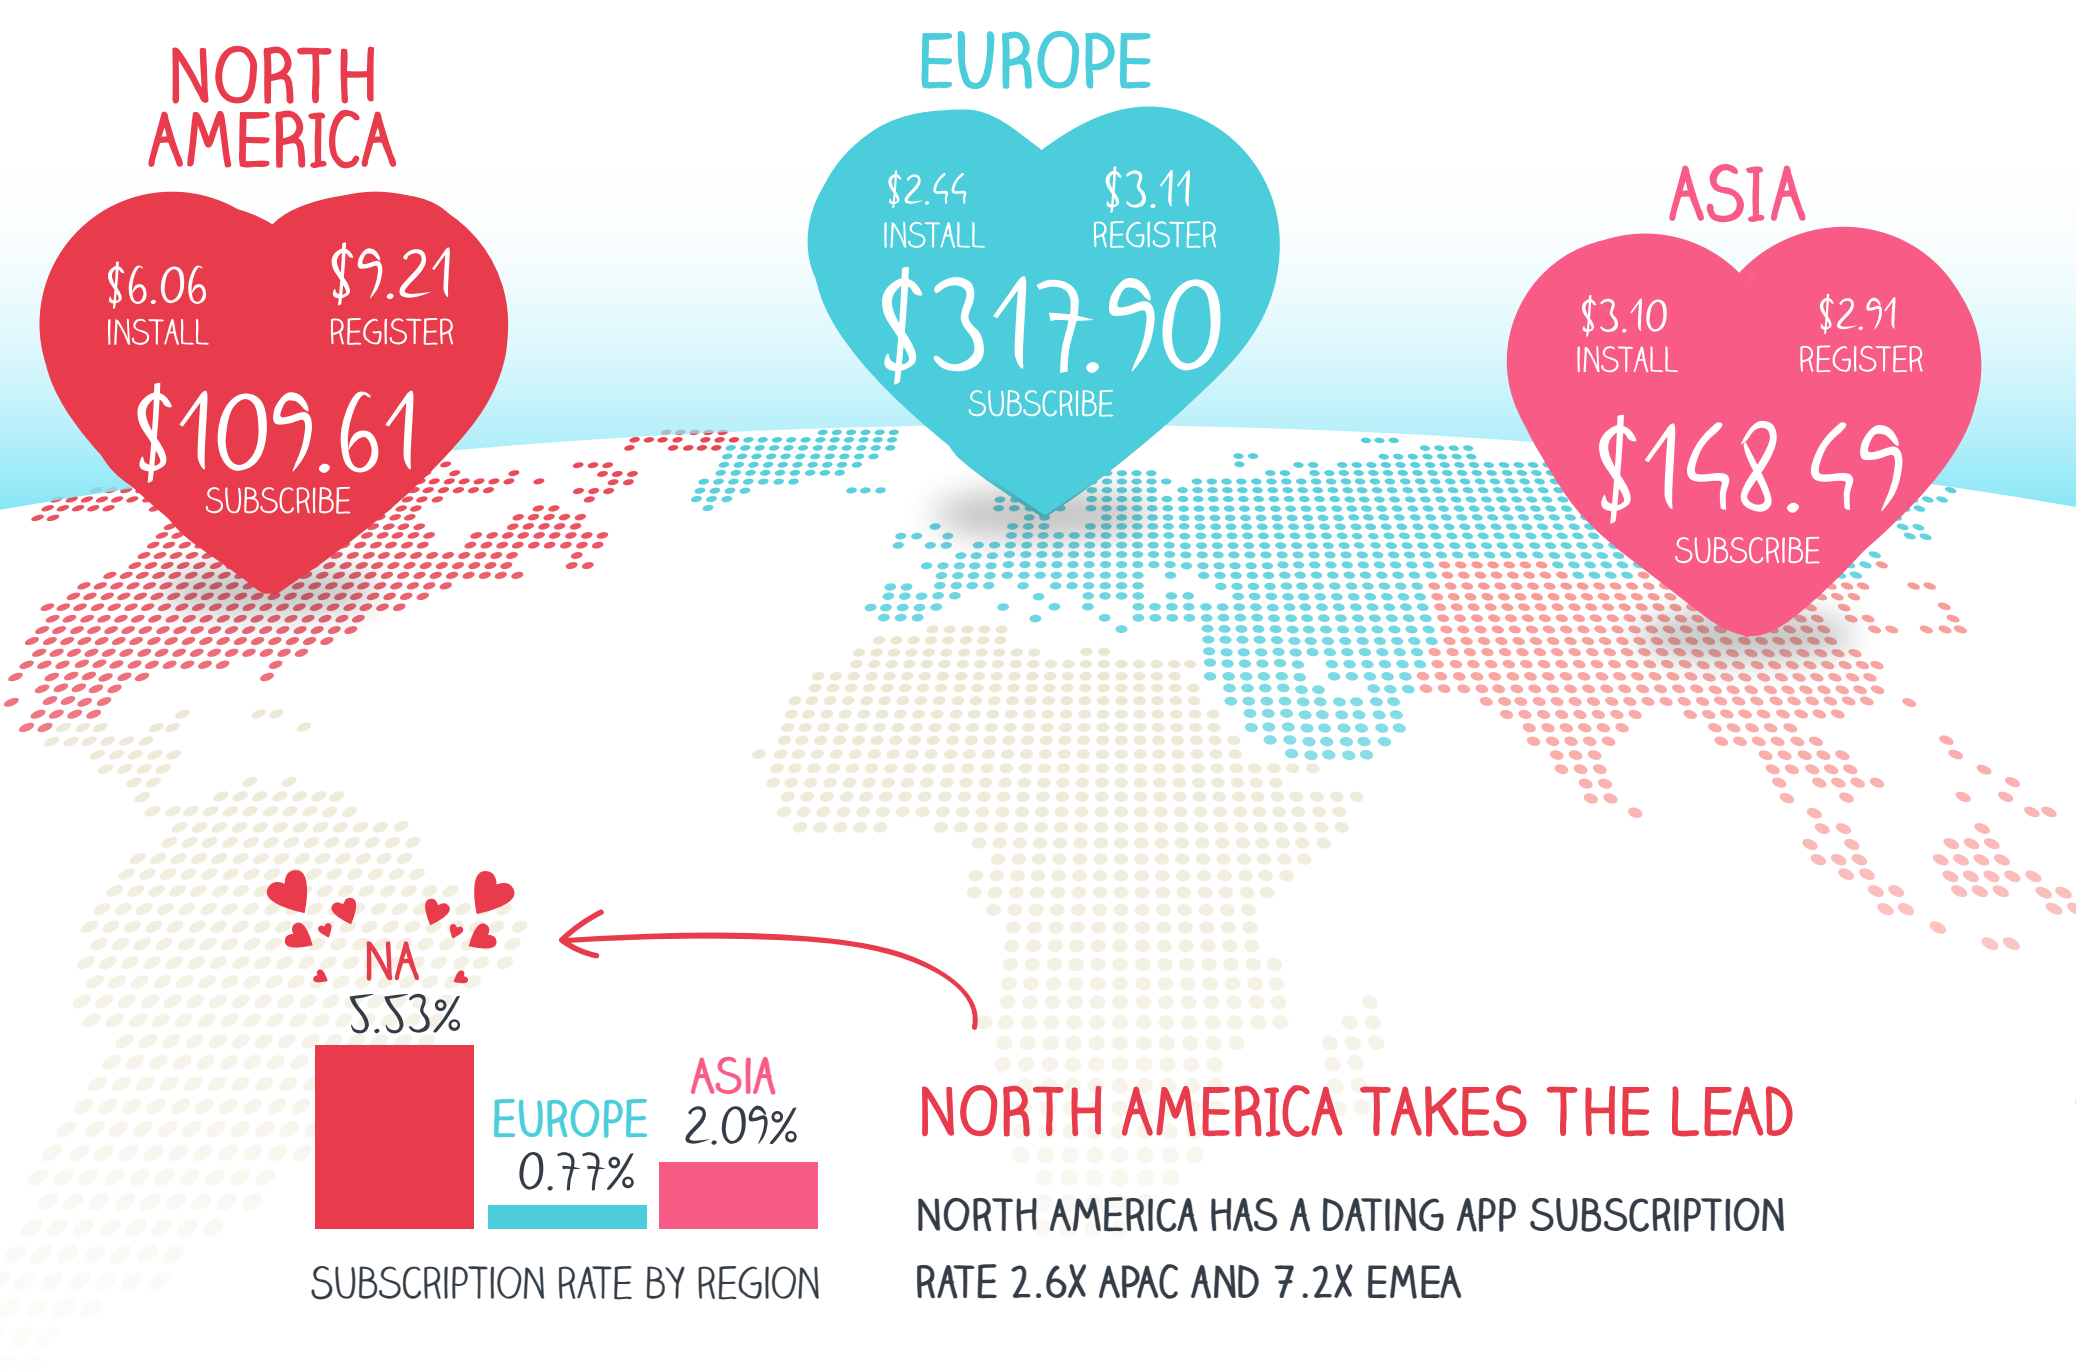 NORTH
AMERICA
$6.06
INSTALL
$9.21
REGISTER
$109.61
SUBSCRIBE
EUROPE
$2.44
INSTALL
$3.11
REGISTER
$317.90
SUBSCRIBE
ASIA
$3.10
INSTALL
$2.91
REGISTER
$148.49
SUBSCRIBE
NA
5.53%
EUROPE
0.77%
ASIA
2.09%
SUBSCRIPTION RATE BY REGION
NORTH AMERICA TAKES THE LEAD
NORTH AMERICA HAS A DATING APP SUBSCRIPTION
RATE 2.6X APAC AND 7.2X EMEA